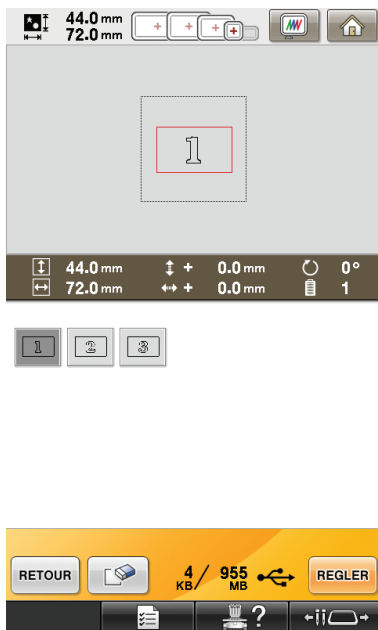 44.0 mm
72.0 mm
1
44.0 mm + 0.0 mm 0°
72.0 mm + 0.0 mm 1
1 2 3
RETOUR 4 KB / 955 MB REGLER
?